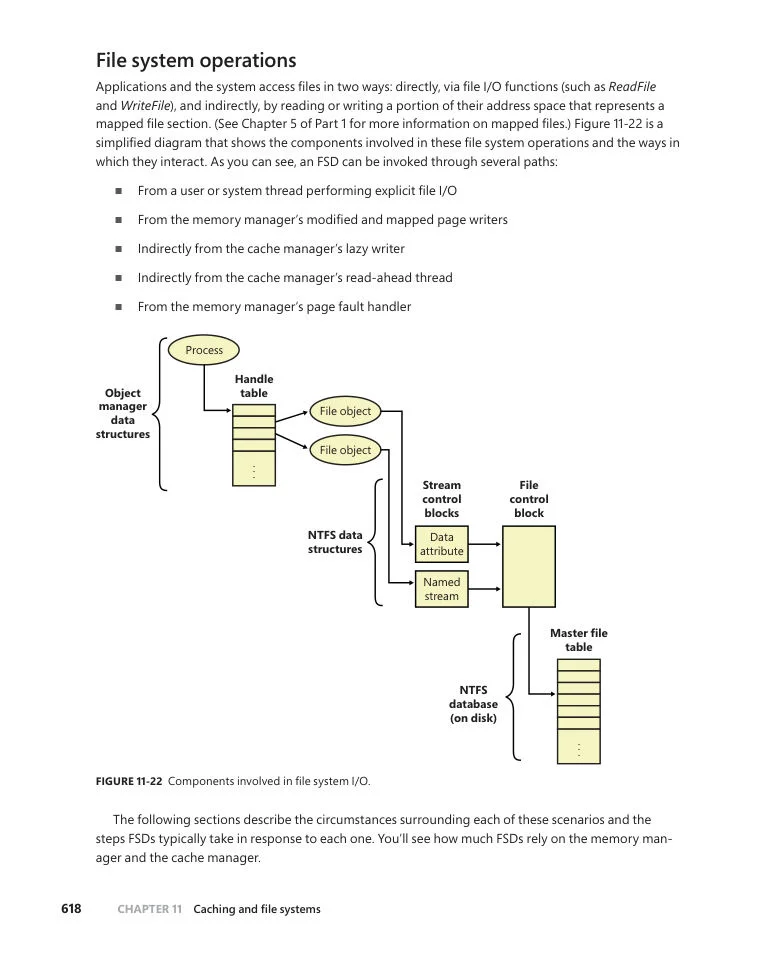 File system operations
Applications and the system access files in two ways: directly, via file I/O functions (such as ReadFile
and WriteFile), and indirectly, by reading or writing a portion of their address space that represents a
mapped file section. (See Chapter 5 of Part 1 for more information on mapped files.) Figure 11-22 is a
simplified diagram that shows the components involved in these file system operations and the ways in
which they interact. As you can see, an FSD can be invoked through several paths:
■ From a user or system thread performing explicit file I/O
■ From the memory manager’s modified and mapped page writers
■ Indirectly from the cache manager’s lazy writer
■ Indirectly from the cache manager’s read-ahead thread
■ From the memory manager’s page fault handler
Process
Handle
table
Object
manager
data
structures
File object
File object
Stream
control
blocks
File
control
block
NTFS data
structures
Data
attribute
Named
stream
Master file
table
NTFS
database
(on disk)
FIGURE 11-22 Components involved in file system I/O.
The following sections describe the circumstances surrounding each of these scenarios and the
steps FSDs typically take in response to each one. You’ll see how much FSDs rely on the memory man-
ager and the cache manager.
618 CHAPTER 11 Caching and file systems